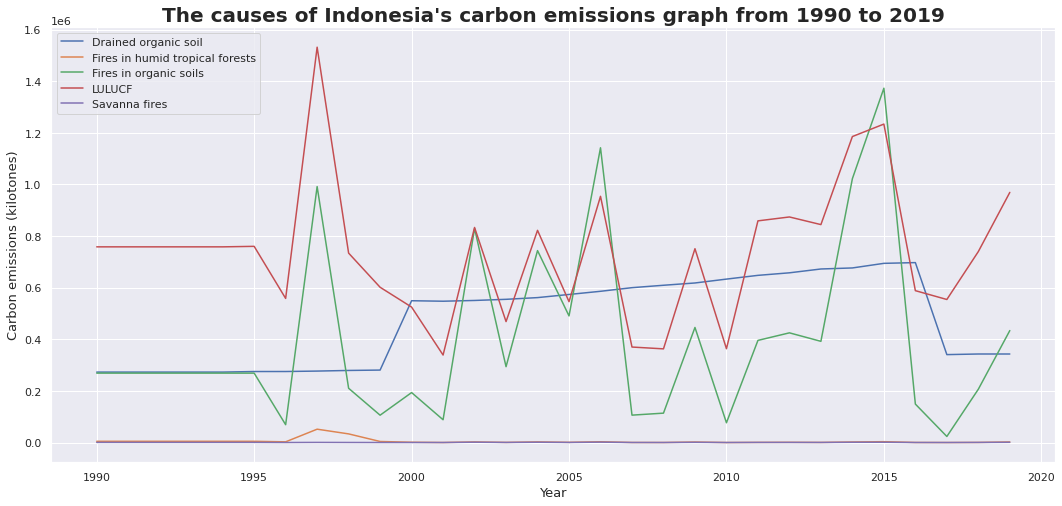 The causes of Indonesia's carbon emissions graph from 1990 to 2019
1e6
Drained organic soil
Fires in humid tropical forests
Fires in organic soils
LULUCF
Savanna fires
1.6
1.4
1.2
1.0
0.8
0.6
0.4
0.2
0.0
Carbon emissions (kilotones)
1990 1995 2000 2005 2010 2015 2020
Year